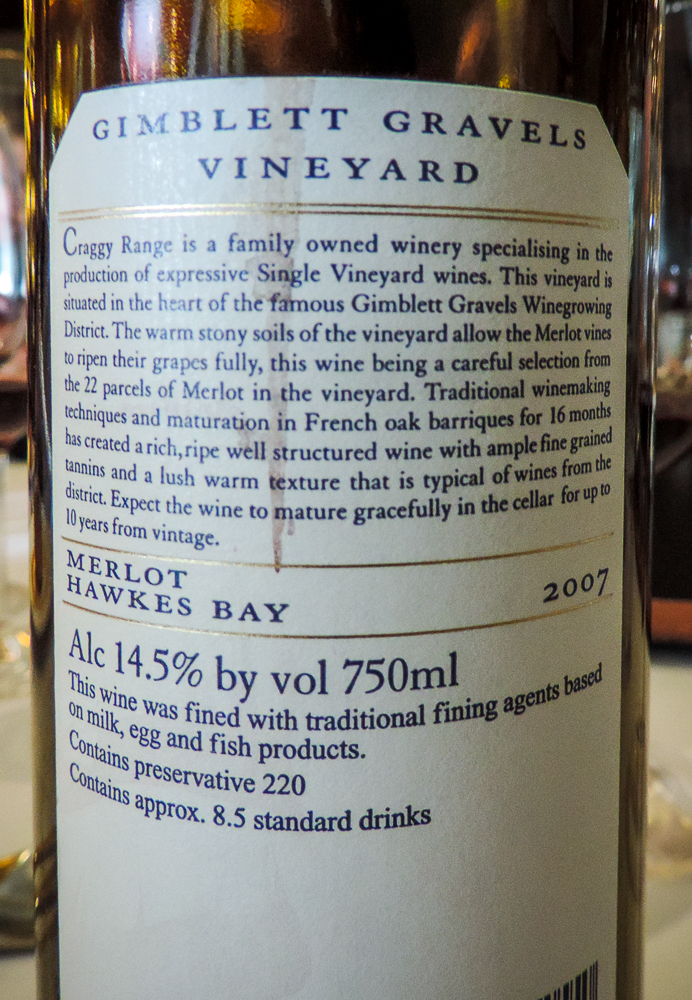 GIMBLETT GRAVELS
VINEYARD
Craggy Range is a family owned winery specialising in the
production of expressive Single Vineyard wines. This vineyard is
situated in the heart of the famous Gimblett Gravels Winegrowing
District. The warm stony soils of the vineyard allow the Merlot vines
to ripen their grapes fully, this wine being a careful selection from
the 22 parcels of Merlot in the vineyard. Traditional winemaking
techniques and maturation in French oak barriques for 16 months
has created a rich, ripe well structured wine with ample fine grained
tannins and a lush warm texture that is typical of wines from the
district. Expect the wine to mature gracefully in the cellar for up to
10 years from vintage.
MERLOT
HAWKES BAY 2007
Alc 14.5% by vol 750ml
This wine was fined with traditional fining agents based
on milk, egg and fish products.
Contains preservative 220
Contains approx. 8.5 standard drinks